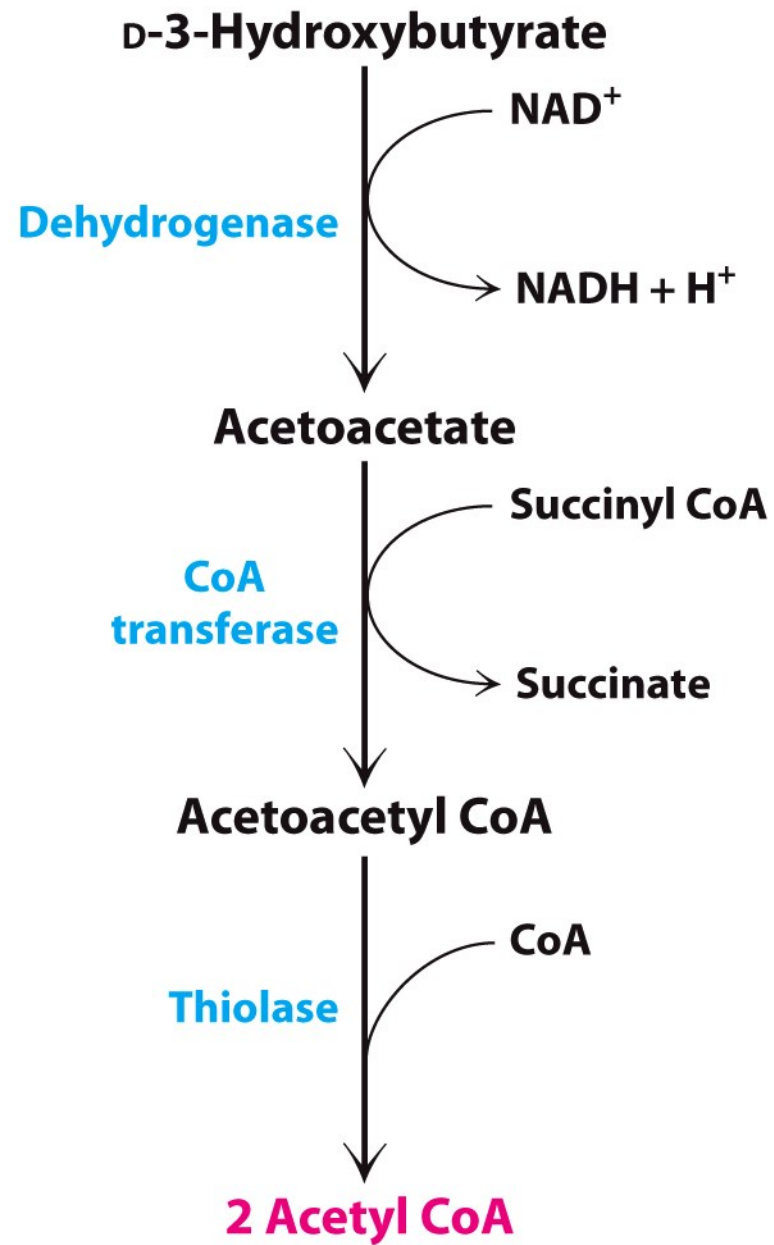 D-3-Hydroxybutyrate
NAD⁺
Dehydrogenase
NADH + H⁺
Acetoacetate
Succinyl CoA
CoA
transferase
Succinate
Acetoacetyl CoA
CoA
Thiolase
2 Acetyl CoA